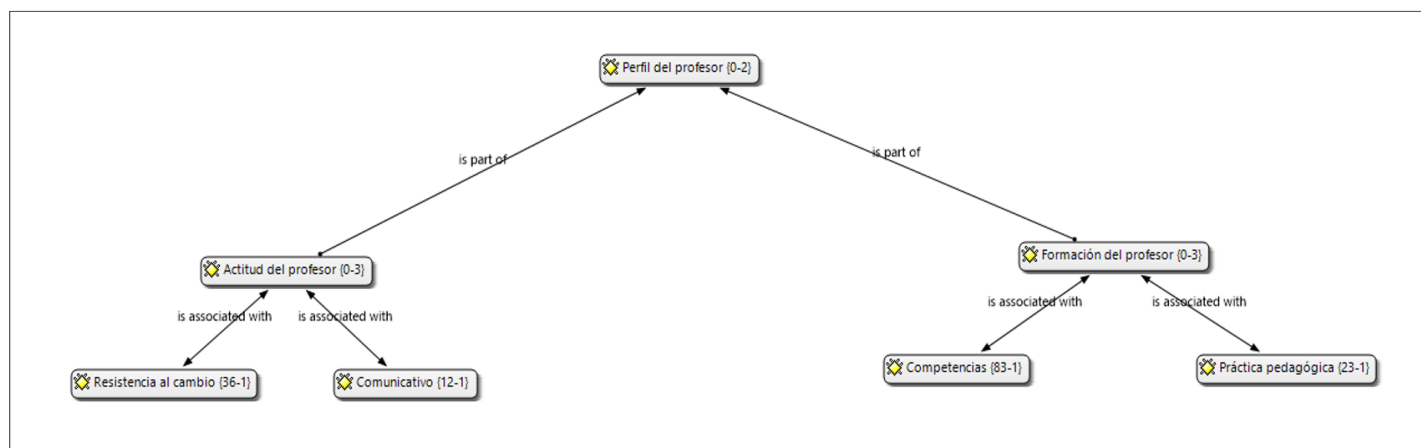 Perfil del profesor {0-2}
is part of
is part of
Actitud del profesor {0-3}
Formación del profesor {0-3}
is associated with
is associated with
is associated with
is associated with
Resistencia al cambio {36-1}
Comunicativo {12-1}
Competencias {83-1}
Práctica pedagógica {23-1}